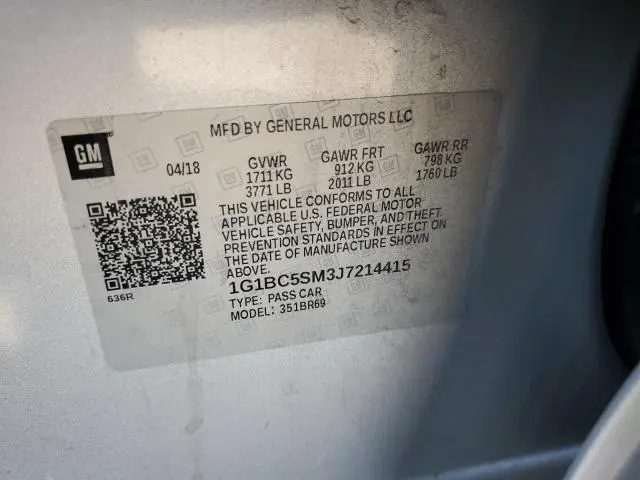 MFD BY GENERAL MOTORS LLC
GM
04/18
GVWR GAWR FRT GAWR RR
1711 KG 912 KG 798 KG
3771 LB 2011 LB 1760 LB
THIS VEHICLE CONFORMS TO ALL
APPLICABLE U.S. FEDERAL MOTOR
VEHICLE SAFETY, BUMPER, AND THEFT
PREVENTION STANDARDS IN EFFECT ON
THE DATE OF MANUFACTURE SHOWN
ABOVE.
1G1BC5SM3J7214415
TYPE: PASS CAR
MODEL: 351BR69
636R